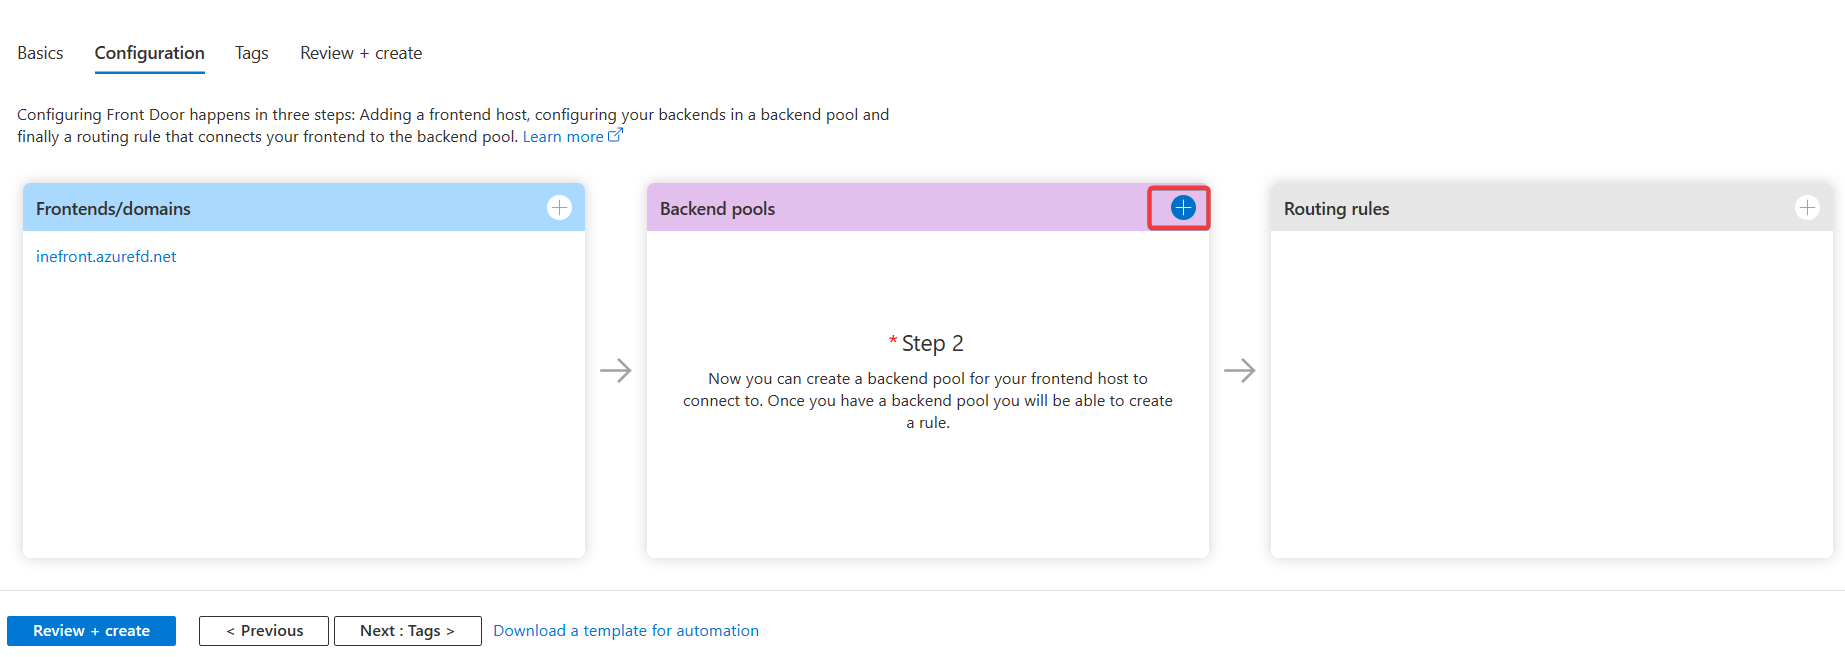 Basics Configuration Tags Review + create
Configuring Front Door happens in three steps: Adding a frontend host, configuring your backends in a backend pool and
finally a routing rule that connects your frontend to the backend pool. Learn more
Frontends/domains
inefront.azurefd.net
Backend pools
* Step 2
Now you can create a backend pool for your frontend host to
connect to. Once you have a backend pool you will be able to create
a rule.
Routing rules
Review + create < Previous Next : Tags > Download a template for automation